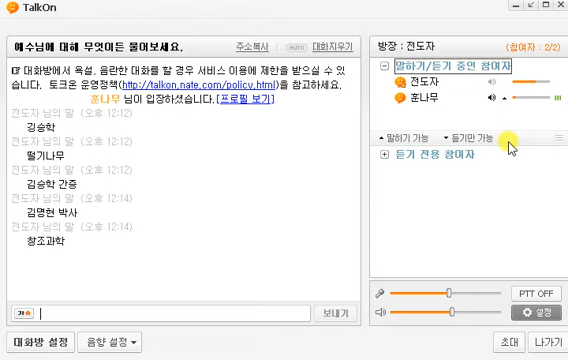 TalkOn
예수님에 대해 무엇이든 물어보세요.
주소복사
AUTO
대화지우기
☞ 대화방에서 욕설, 음란한 대화를 할 경우 서비스 이용에 제한을 받으실 수 있
습니다. 토크온 운영정책(http://talkon.nate.com/policy.html)을 참고하세요.
훈나무 님이 입장하셨습니다.[프로필 보기]
전도자 님의 말 (오후 12:12)
김승학
전도자 님의 말 (오후 12:12)
떨기나무
전도자 님의 말 (오후 12:12)
김승학 간증
전도자 님의 말 (오후 12:14)
김명현 박사
전도자 님의 말 (오후 12:14)
창조과학
가
보내기
대화방 설정
음향 설정
방장 : 전도자
(참여자 : 2/2)
말하기/듣기 중인 참여자
전도자
훈나무
말하기 가능
듣기만 가능
듣기 전용 참여자
PTT OFF
설정
초대
나가기